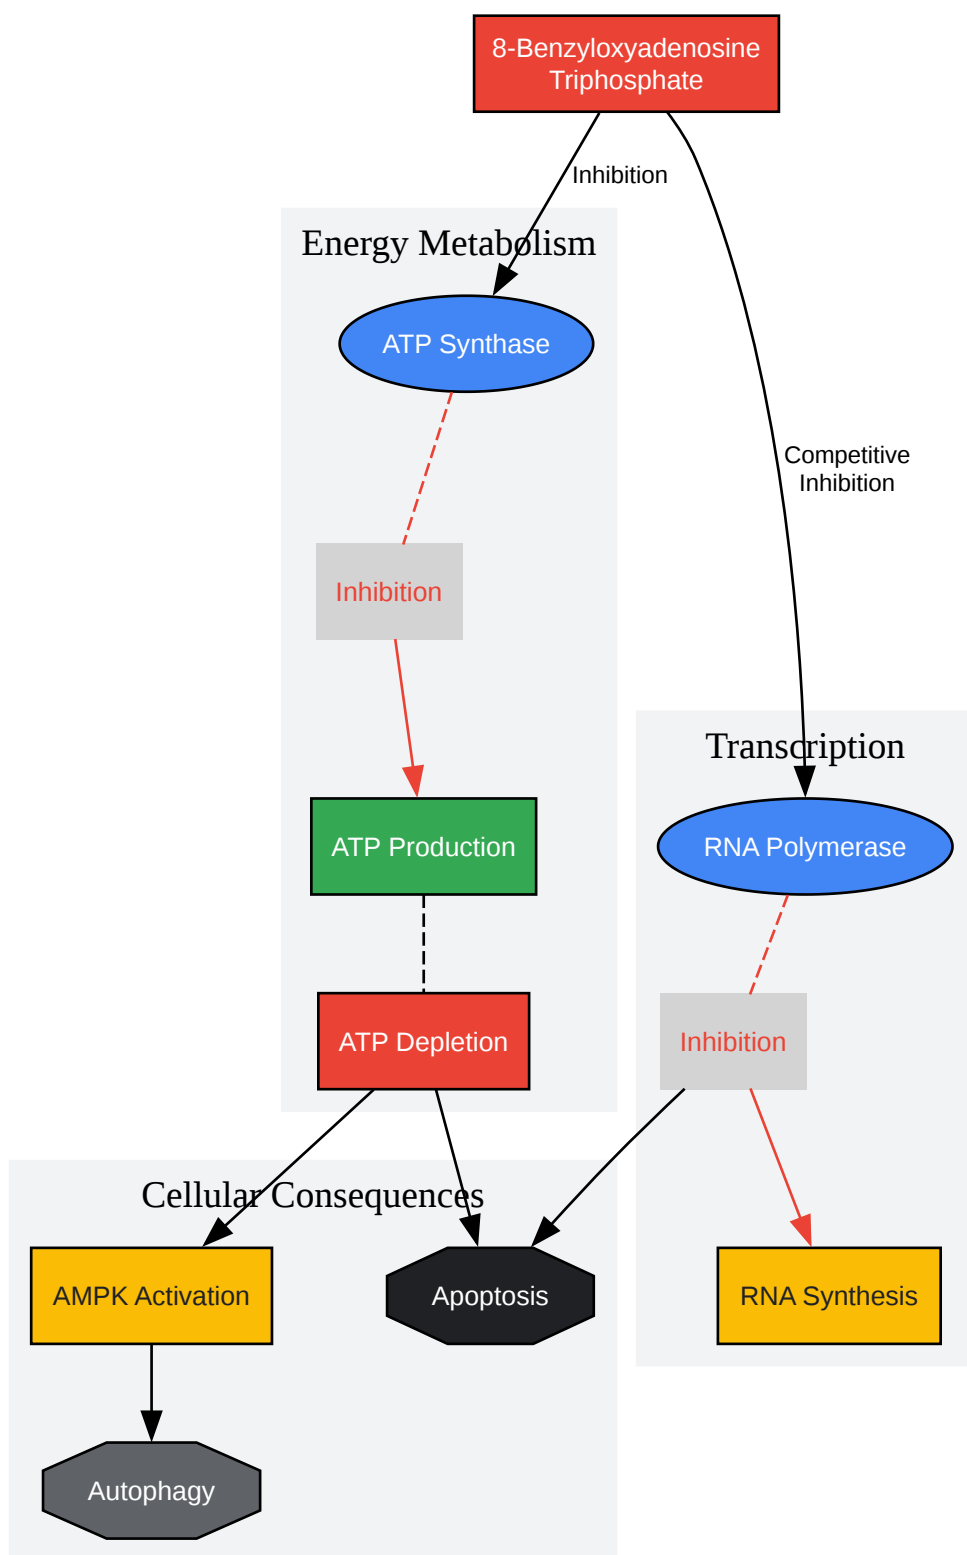 8-Benzyloxyadenosine
Triphosphate
Inhibition
Energy Metabolism
ATP Synthase
Competitive
Inhibition
Inhibition
Transcription
ATP Production
RNA Polymerase
ATP Depletion
Inhibition
Cellular Consequences
AMPK Activation
Apoptosis
RNA Synthesis
Autophagy